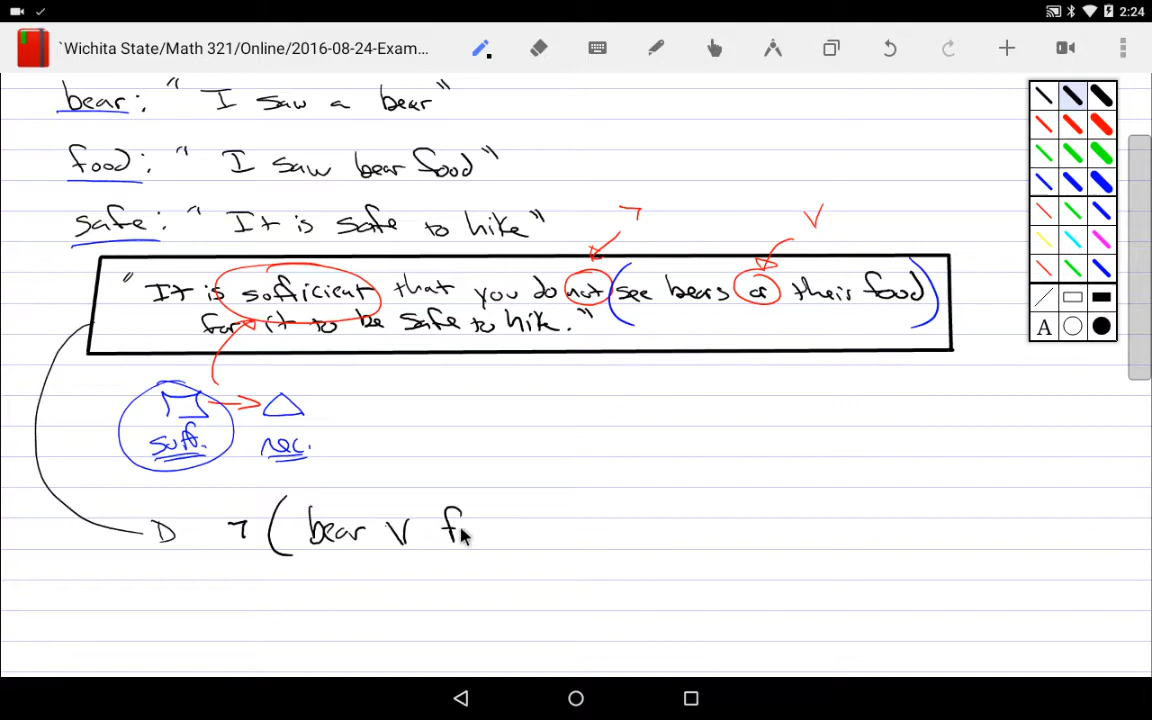 2:24
`Wichita State/Math 321/Online/2016-08-24-Exam...
bear: "I saw a bear"
food: "I saw bear food"
safe: "It is safe to hike"
¬ ∨
"It is sufficient that you do not (see bears or their food)
for it to be safe to hike."
suff. nec.
¬ (bear ∨ f
A